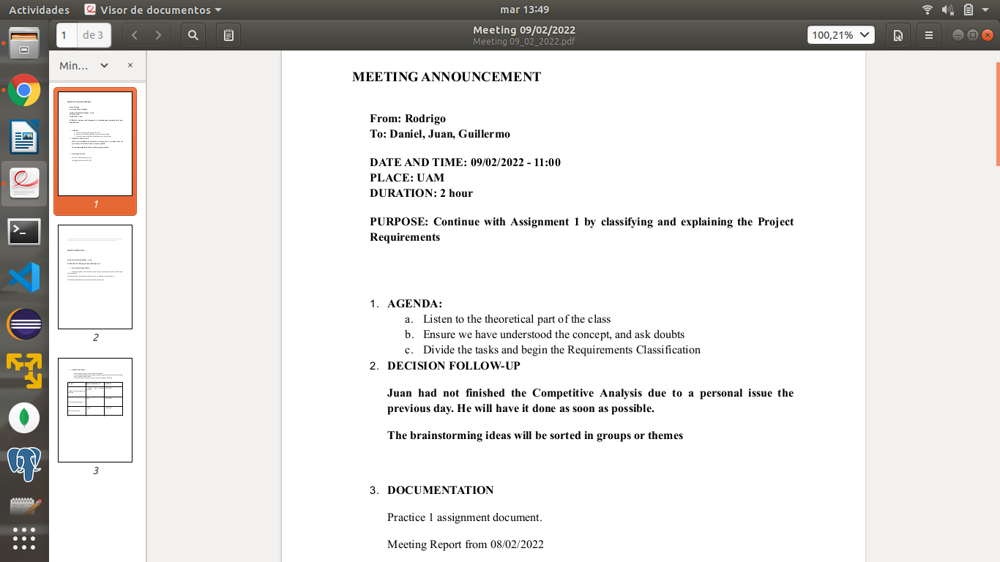 Actividades
Visor de documentos
mar 13:49
1 de 3
Meeting 09/02/2022
Meeting 09_02_2022.pdf
100,21%
Min...
1
2
3
MEETING ANNOUNCEMENT
From: Rodrigo
To: Daniel, Juan, Guillermo
DATE AND TIME: 09/02/2022 - 11:00
PLACE: UAM
DURATION: 2 hour
PURPOSE: Continue with Assignment 1 by classifying and explaining the Project
Requirements
1. AGENDA:
a. Listen to the theoretical part of the class
b. Ensure we have understood the concept, and ask doubts
c. Divide the tasks and begin the Requirements Classification
2. DECISION FOLLOW-UP
Juan had not finished the Competitive Analysis due to a personal issue the
previous day. He will have it done as soon as possible.
The brainstorming ideas will be sorted in groups or themes
3. DOCUMENTATION
Practice 1 assignment document.
Meeting Report from 08/02/2022